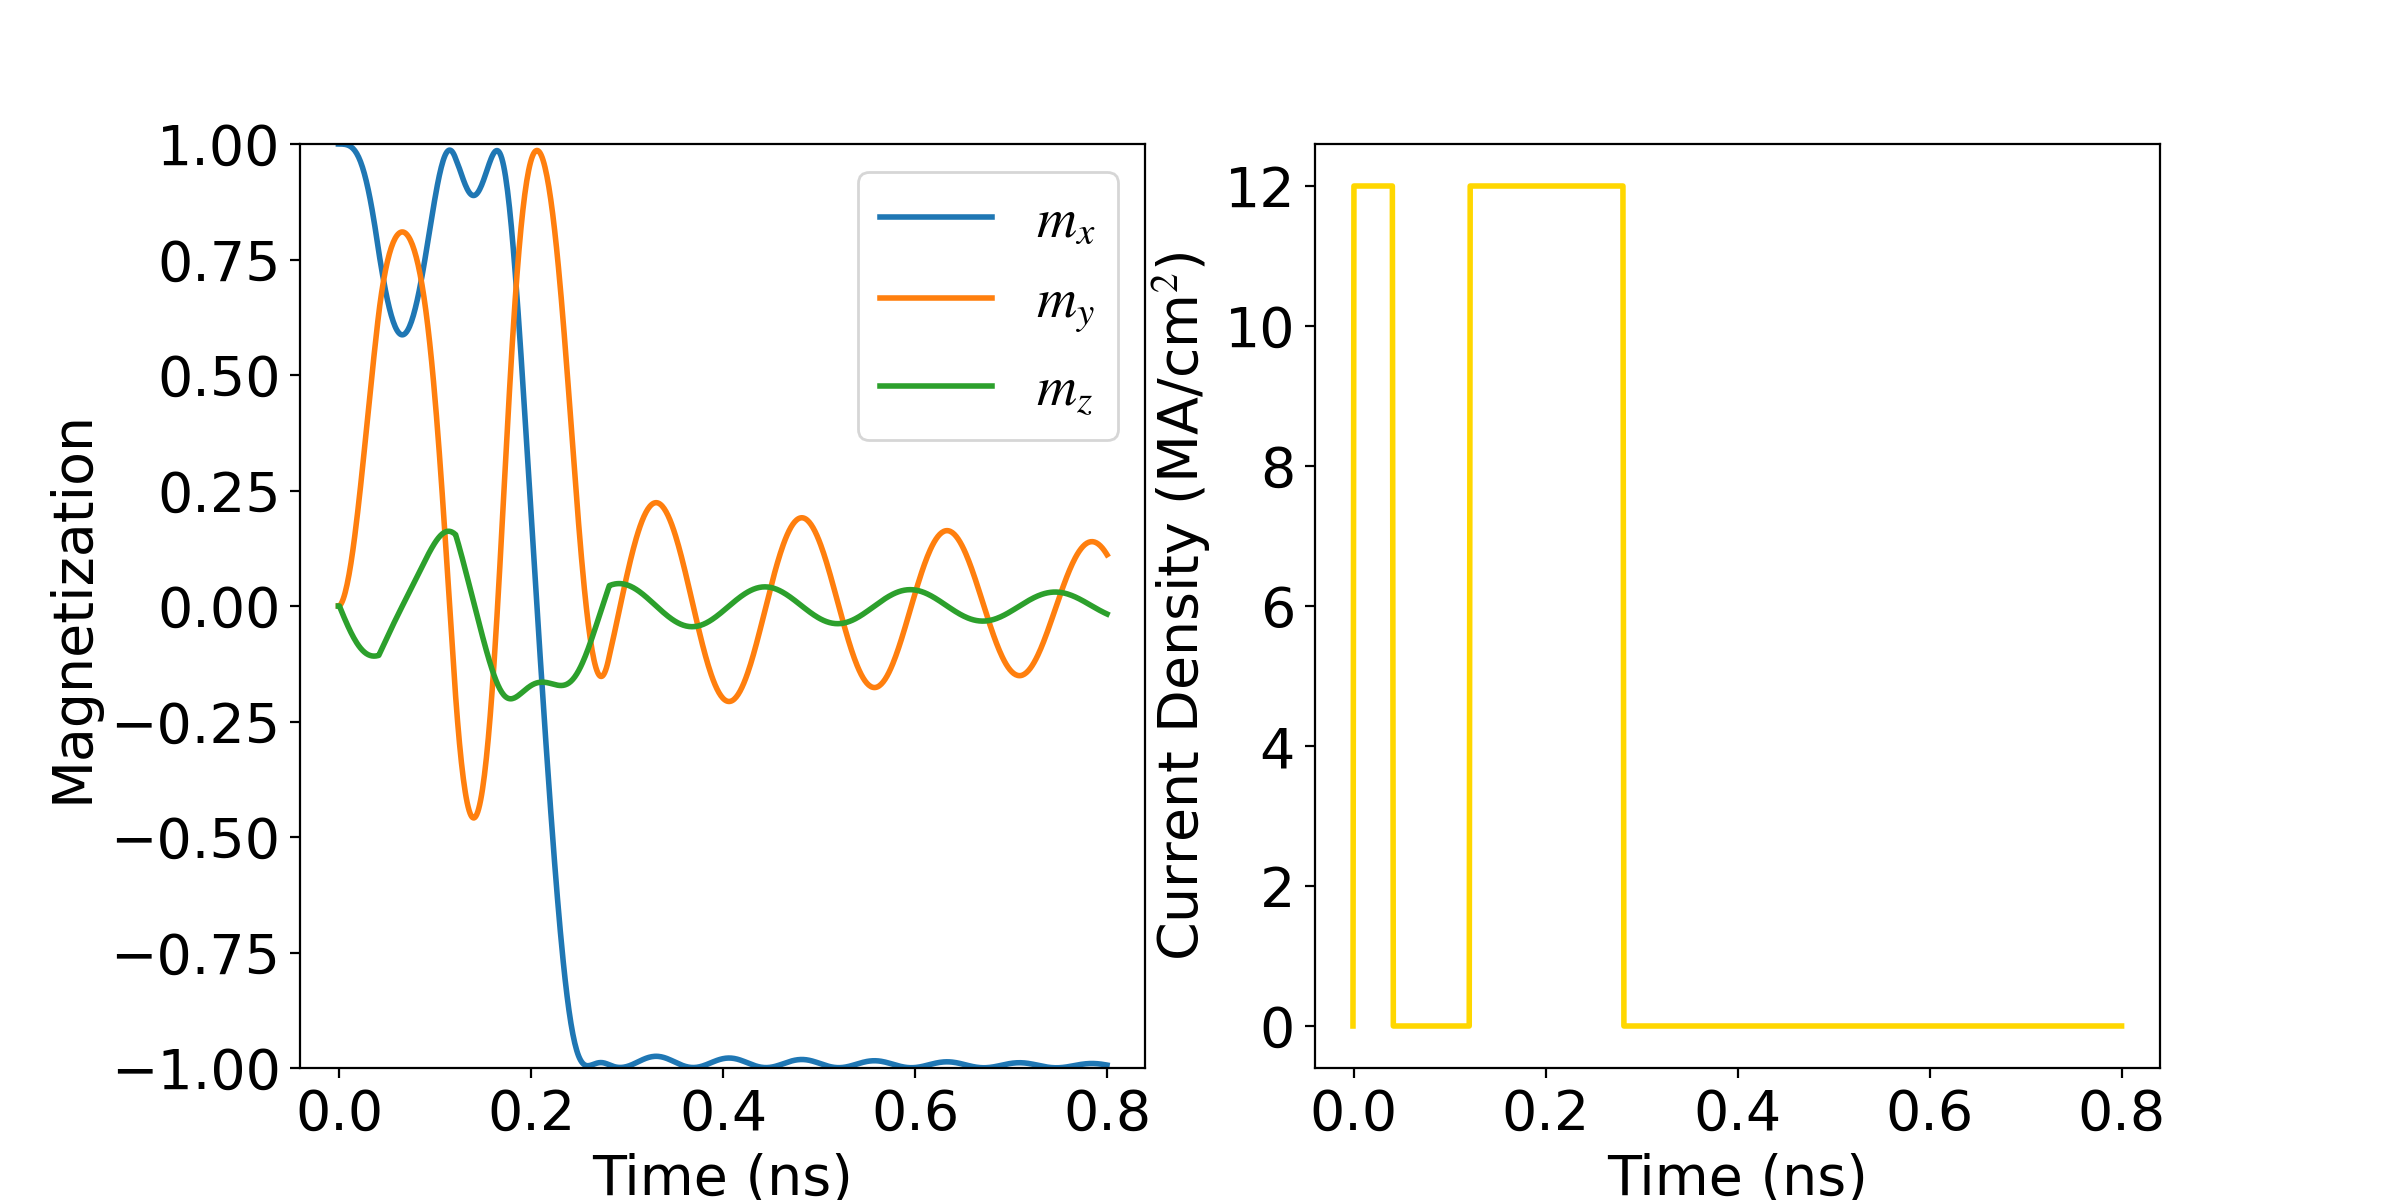 Magnetization
1.00
0.75
0.50
0.25
0.00
−0.25
−0.50
−0.75
−1.00
0.0 0.2 0.4 0.6 0.8
Time (ns)
m_x
m_y
m_z
Current Density (MA/cm²)
12
10
8
6
4
2
0
0.0 0.2 0.4 0.6 0.8
Time (ns)